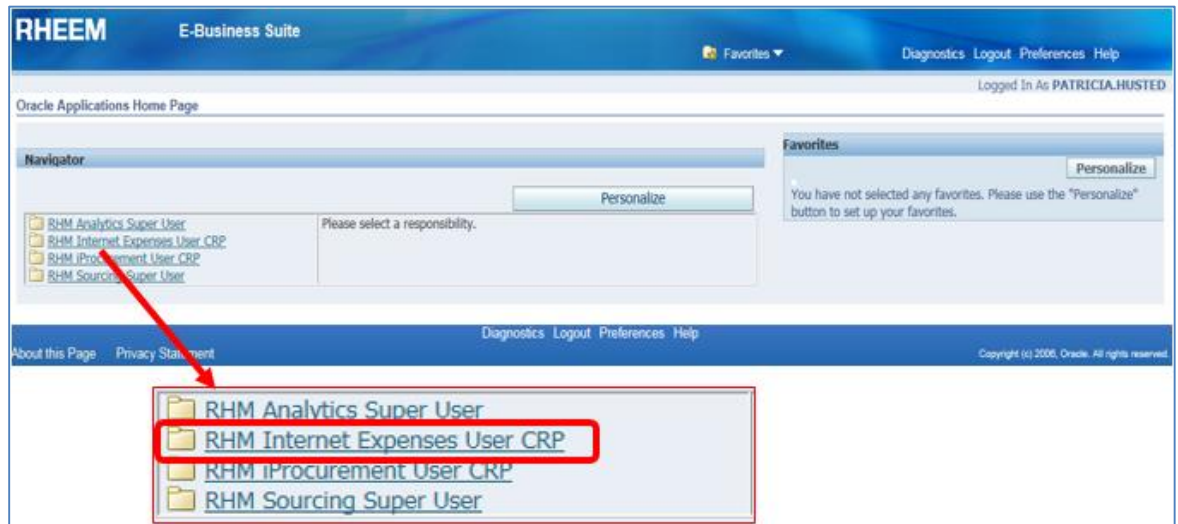 RHEEM E-Business Suite
Favorites
Diagnostics Logout Preferences Help
Logged In As PATRICIA.HUSTED
Oracle Applications Home Page
Navigator
Personalize
RHM Analytics Super User
RHM Internet Expenses User CRP
RHM iProcurement User CRP
RHM Sourcing Super User
Please select a responsibility.
Favorites
Personalize
You have not selected any favorites. Please use the "Personalize"
button to set up your favorites.
Diagnostics Logout Preferences Help
About this Page Privacy Statement
Copyright (c) 2006, Oracle. All rights reserved.
RHM Analytics Super User
RHM Internet Expenses User CRP
RHM iProcurement User CRP
RHM Sourcing Super User